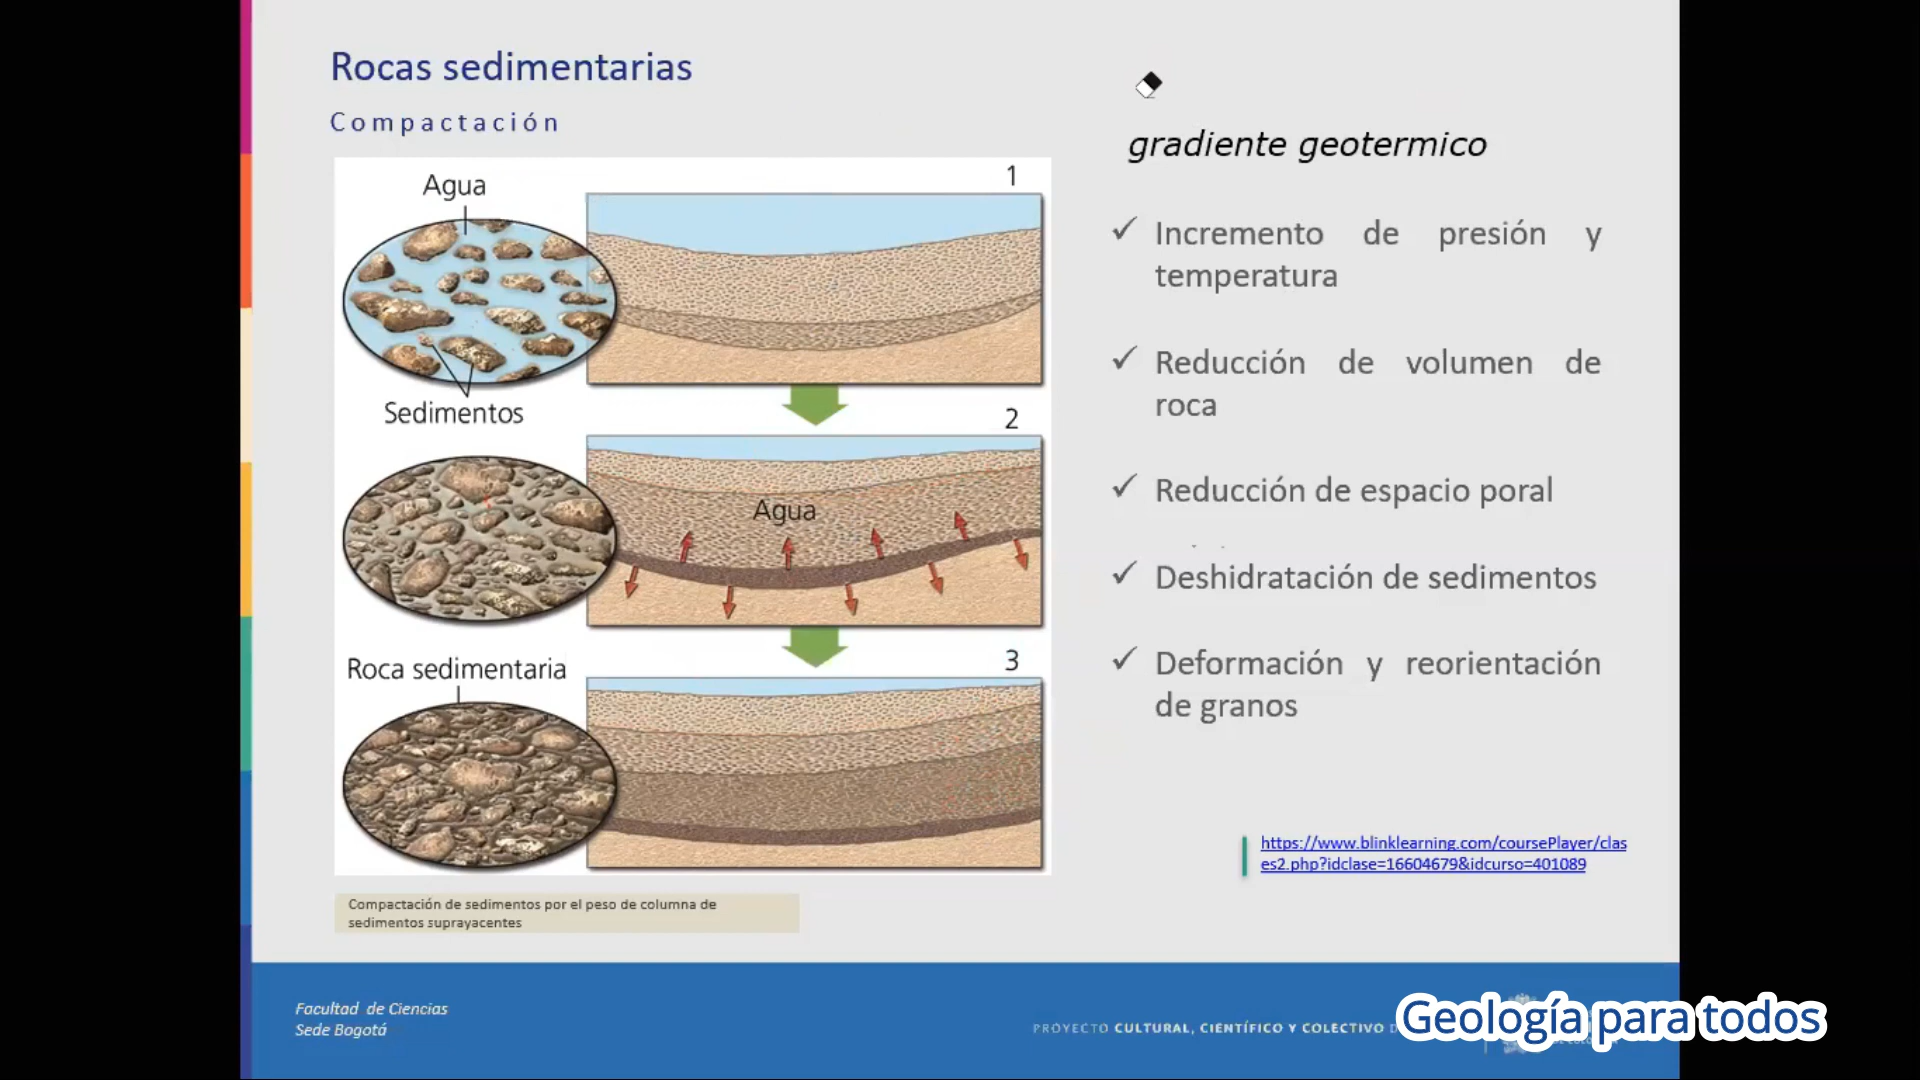 Rocas sedimentarias
Compactación
Agua
1
Sedimentos
2
Agua
Roca sedimentaria
3
Compactación de sedimentos por el peso de columna de
sedimentos suprayacentes
gradiente geotermico
✓ Incremento de presión y
temperatura
✓ Reducción de volumen de
roca
✓ Reducción de espacio poral
✓ Deshidratación de sedimentos
✓ Deformación y reorientación
de granos
https://www.blinklearning.com/coursePlayer/clas
es2.php?idclase=16604679&idcurso=401089
Facultad de Ciencias
Sede Bogotá
PROYECTO CULTURAL, CIENTÍFICO Y COLECTIVO
Geología para todos